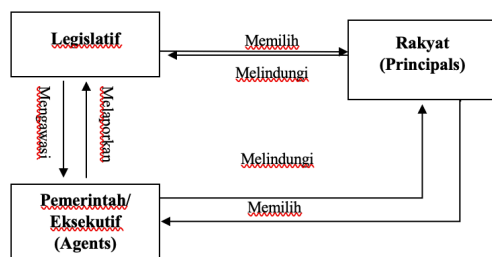 Legislatif
Memilih
Melindungi
Rakyat
(Principals)
Mengawasi
Melaporkan
Melindungi
Memilih
Pemerintah/
Eksekutif
(Agents)